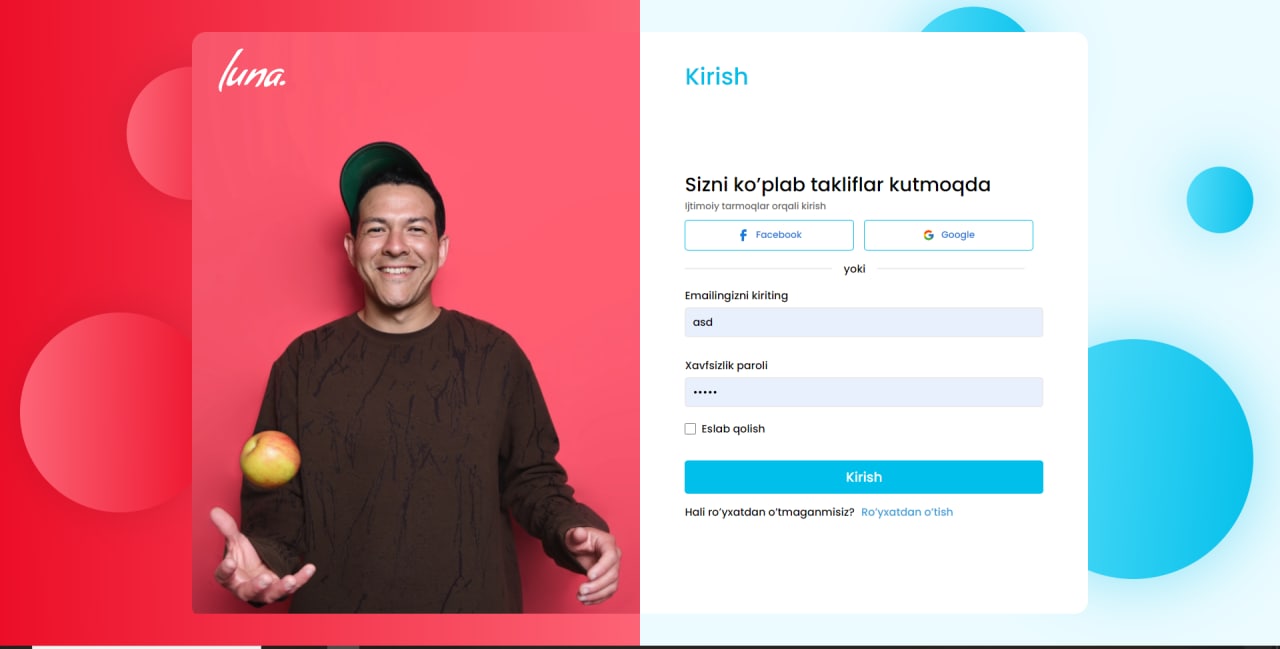 luna.
Kirish
Sizni ko’plab takliflar kutmoqda
Ijtimoiy tarmoqlar orqali kirish
Facebook
Google
yoki
Emailingizni kiriting
asd
Xavfsizlik paroli
•••••
Eslab qolish
Kirish
Hali ro’yxatdan o’tmaganmisiz? Ro’yxatdan o’tish